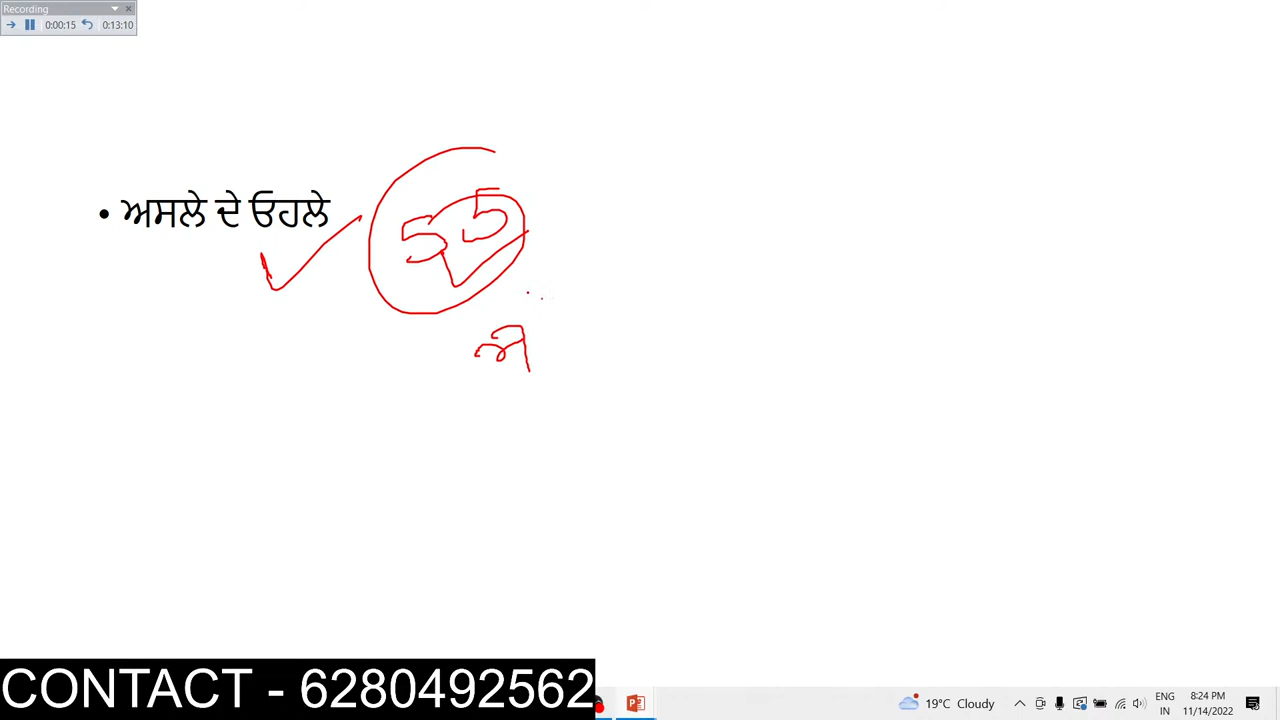 Recording
0:00:15 0:13:10
• ਅਸਲੇ ਦੇ ਓਹਲੇ
55
ਅ
CONTACT - 6280492562
19°C Cloudy
ENG
IN
8:24 PM
11/14/2022